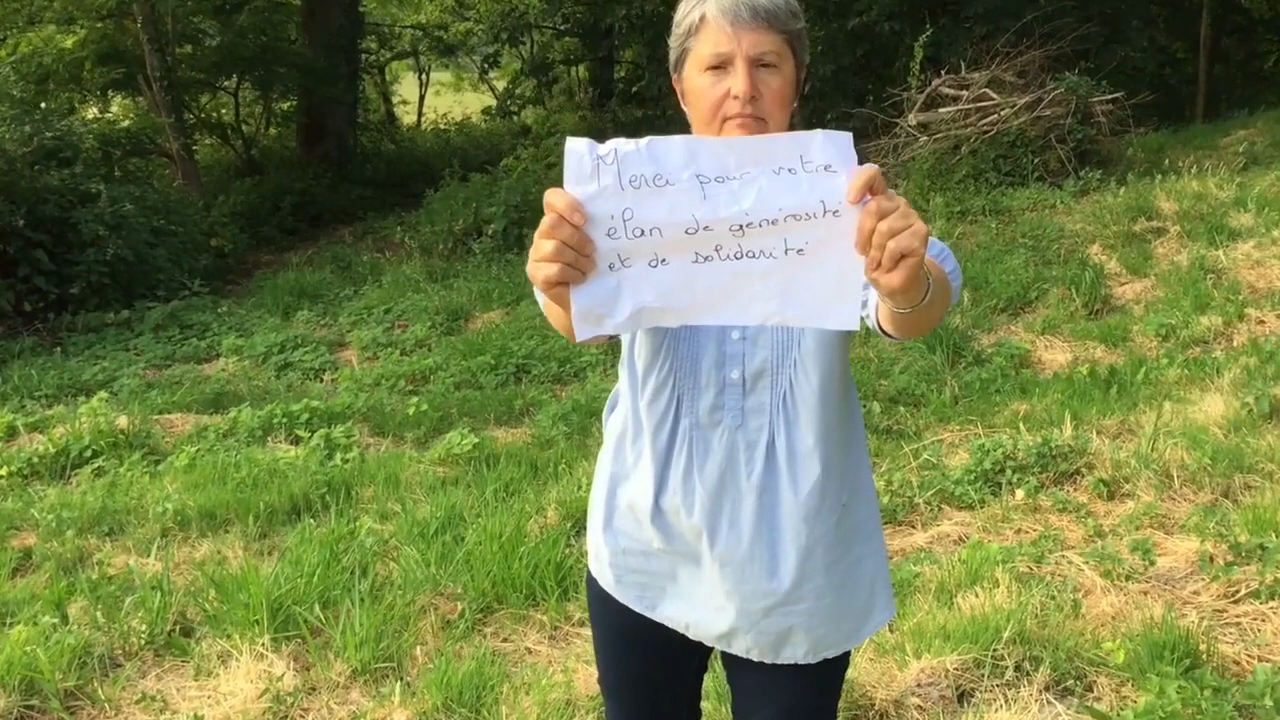 Merci pour votre
élan de générosité
et de solidarité